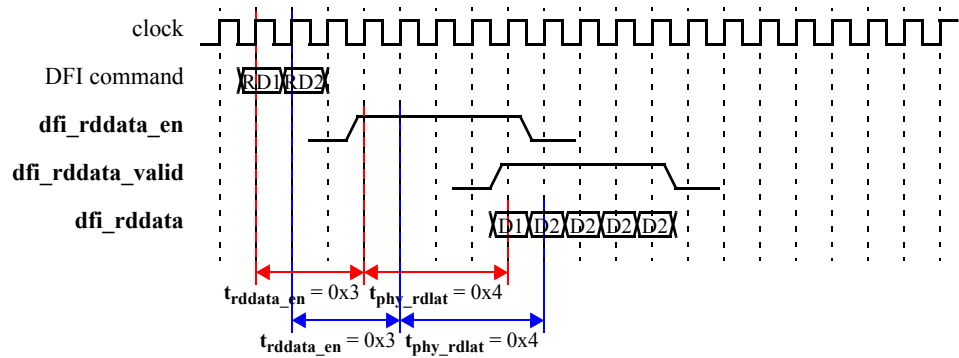 clock
DFI command RD1 RD2
dfi_rddata_en
dfi_rddata_valid
dfi_rddata D1 D2 D2 D2 D2
trddata_en = 0x3 tphy_rdlat = 0x4
trddata_en = 0x3 tphy_rdlat = 0x4